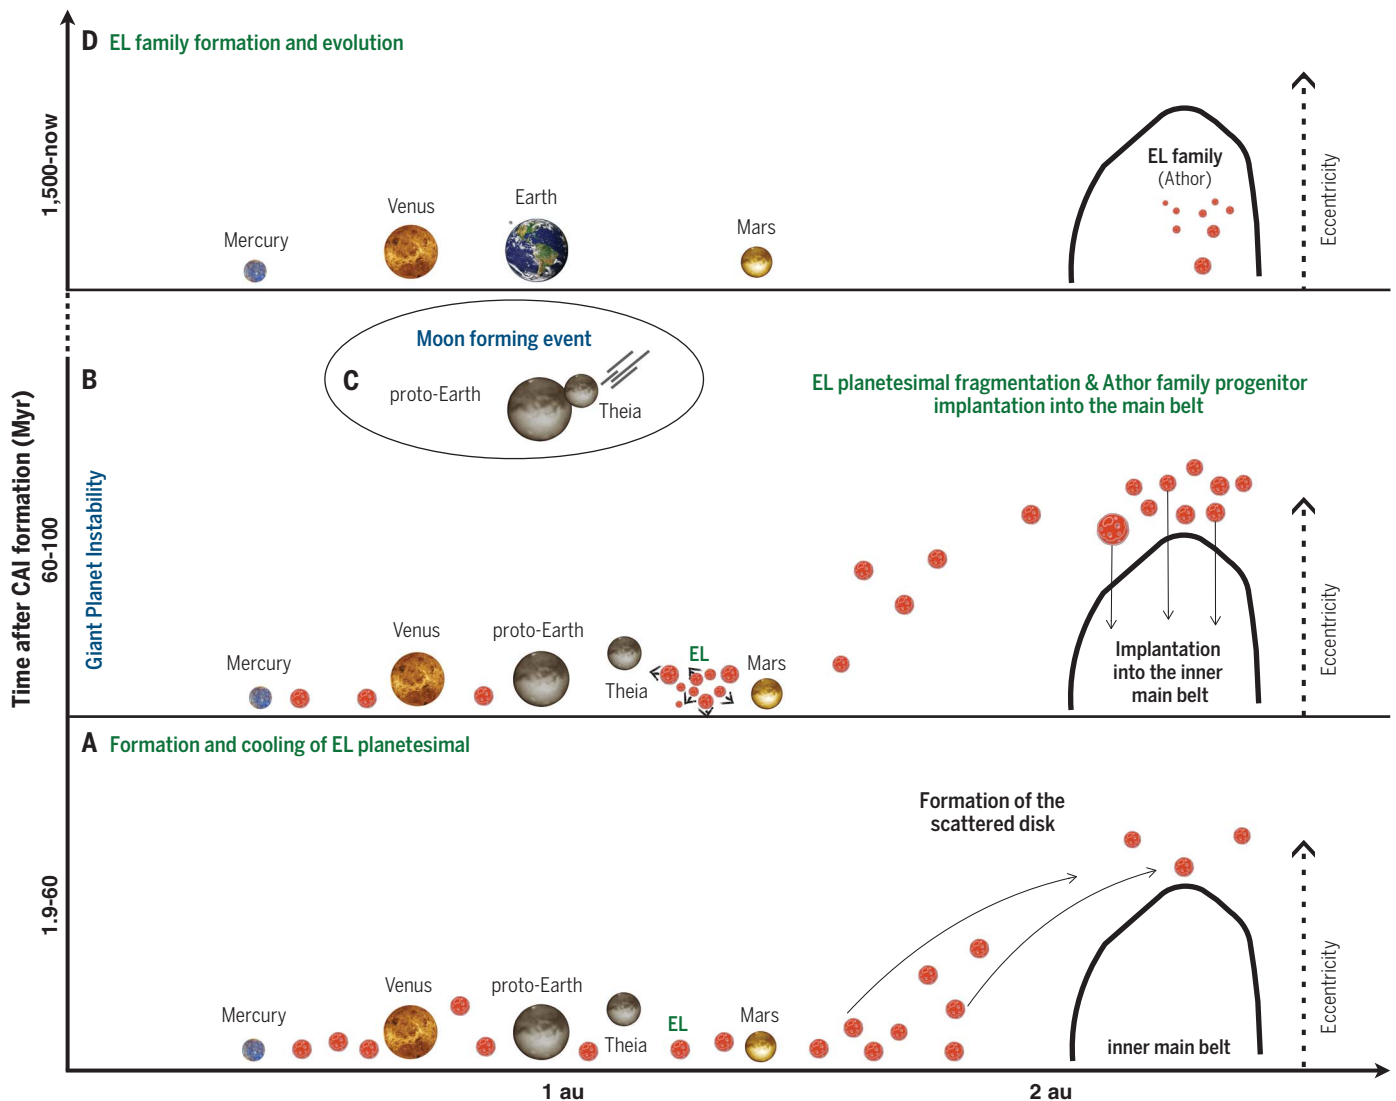 D EL family formation and evolution
1,500-now
Mercury
Venus
Earth
Mars
EL family
(Athor)
Eccentricity
Moon forming event
C
proto-Earth
Theia
B
EL planetesimal fragmentation & Athor family progenitor
implantation into the main belt
Time after CAI formation (Myr)
60-100
Giant Planet Instability
Mercury
Venus
proto-Earth
Theia
EL
Mars
Implantation
into the inner
main belt
Eccentricity
A Formation and cooling of EL planetesimal
1.9-60
Formation of the
scattered disk
Mercury
Venus
proto-Earth
Theia
EL
Mars
inner main belt
Eccentricity
1 au
2 au